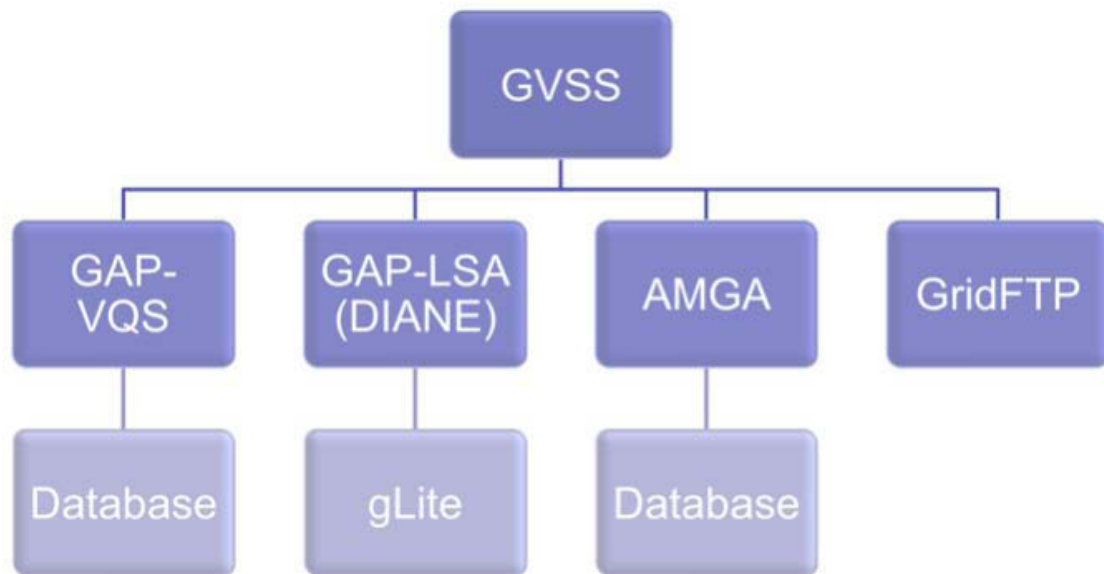 GVSS
GAP-
VQS
GAP-LSA
(DIANE)
AMGA
GridFTP
Database
gLite
Database